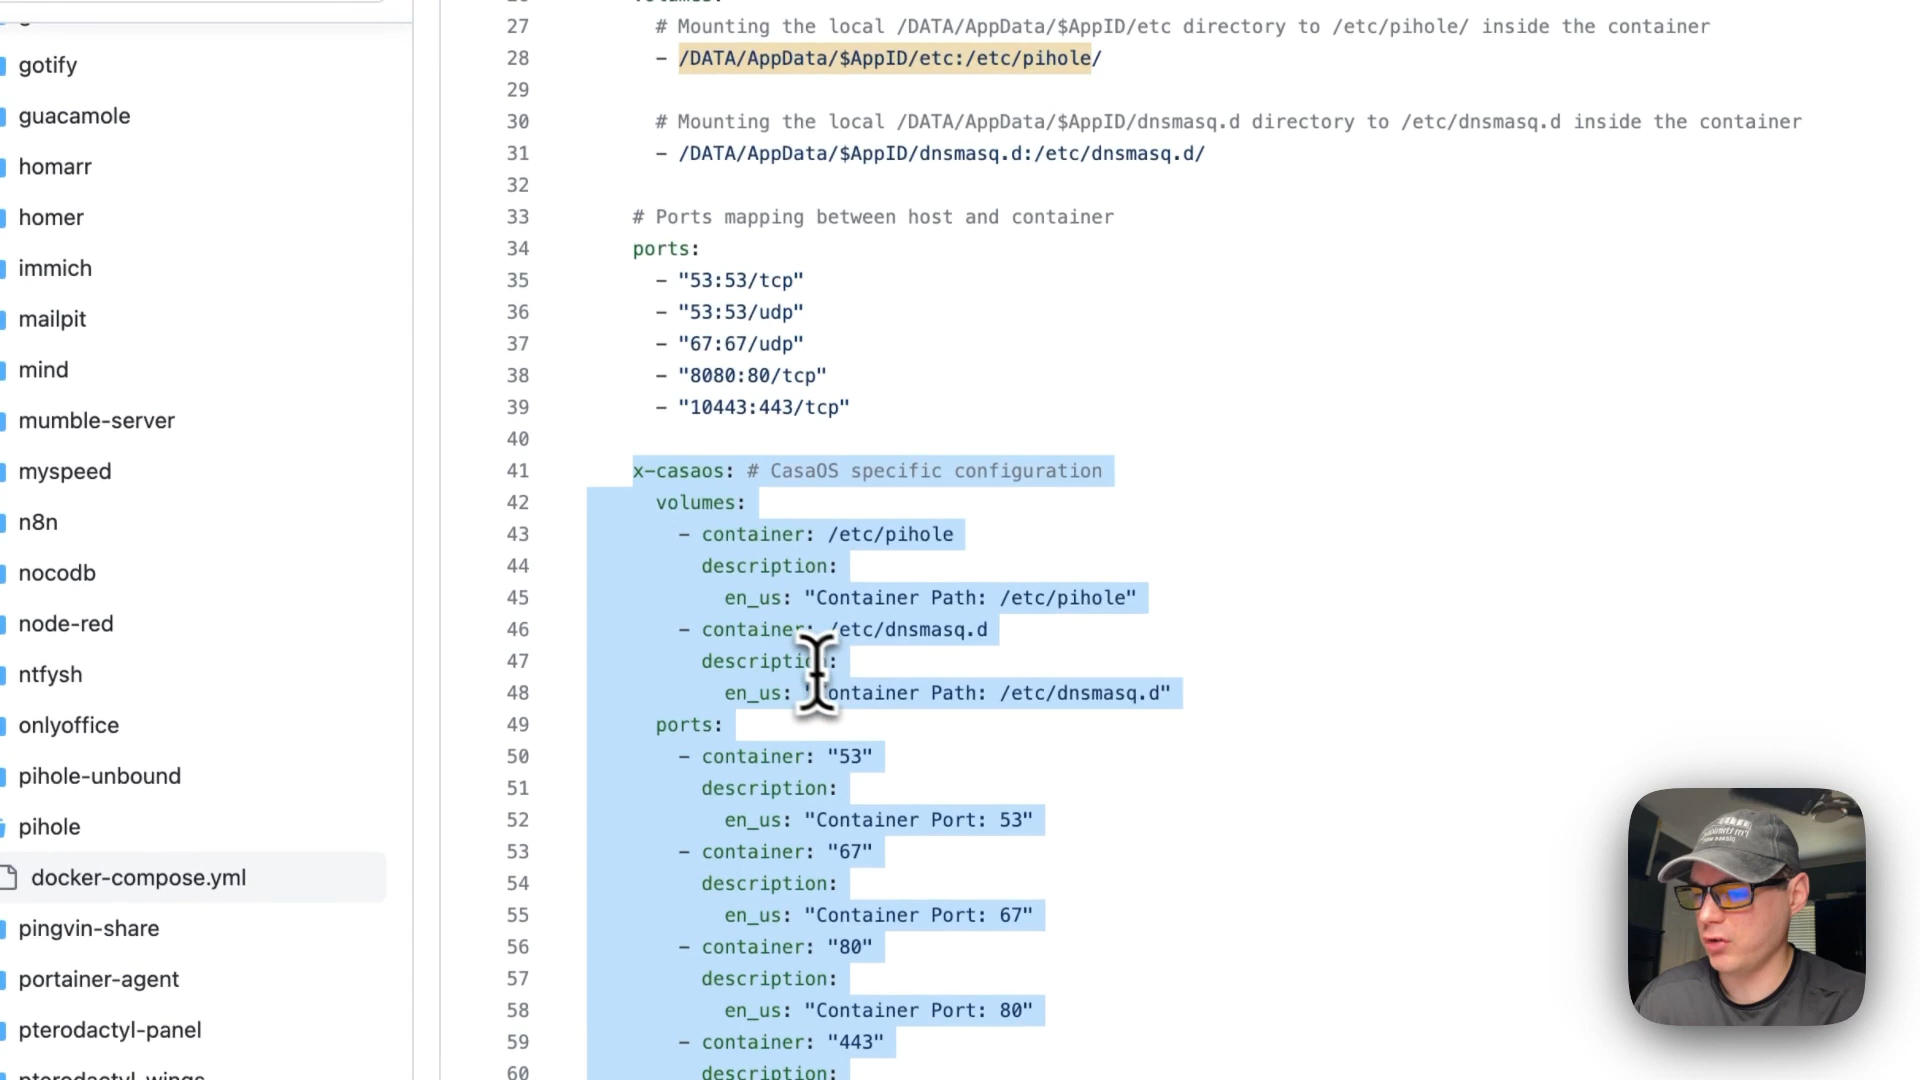 gotify
guacamole
homarr
homer
immich
mailpit
mind
mumble-server
myspeed
n8n
nocodb
node-red
ntfysh
onlyoffice
pihole-unbound
pihole
docker-compose.yml
pingvin-share
portainer-agent
pterodactyl-panel
pterodactyl-wings
27 # Mounting the local /DATA/AppData/$AppID/etc directory to /etc/pihole/ inside the container
28 - /DATA/AppData/$AppID/etc:/etc/pihole/
29
30 # Mounting the local /DATA/AppData/$AppID/dnsmasq.d directory to /etc/dnsmasq.d inside the container
31 - /DATA/AppData/$AppID/dnsmasq.d:/etc/dnsmasq.d/
32
33 # Ports mapping between host and container
34 ports:
35 - "53:53/tcp"
36 - "53:53/udp"
37 - "67:67/udp"
38 - "8080:80/tcp"
39 - "10443:443/tcp"
40
41 x-casaos: # CasaOS specific configuration
42 volumes:
43 - container: /etc/pihole
44 description:
45 en_us: "Container Path: /etc/pihole"
46 - container: /etc/dnsmasq.d
47 description:
48 en_us: "Container Path: /etc/dnsmasq.d"
49 ports:
50 - container: "53"
51 description:
52 en_us: "Container Port: 53"
53 - container: "67"
54 description:
55 en_us: "Container Port: 67"
56 - container: "80"
57 description:
58 en_us: "Container Port: 80"
59 - container: "443"
60 description: